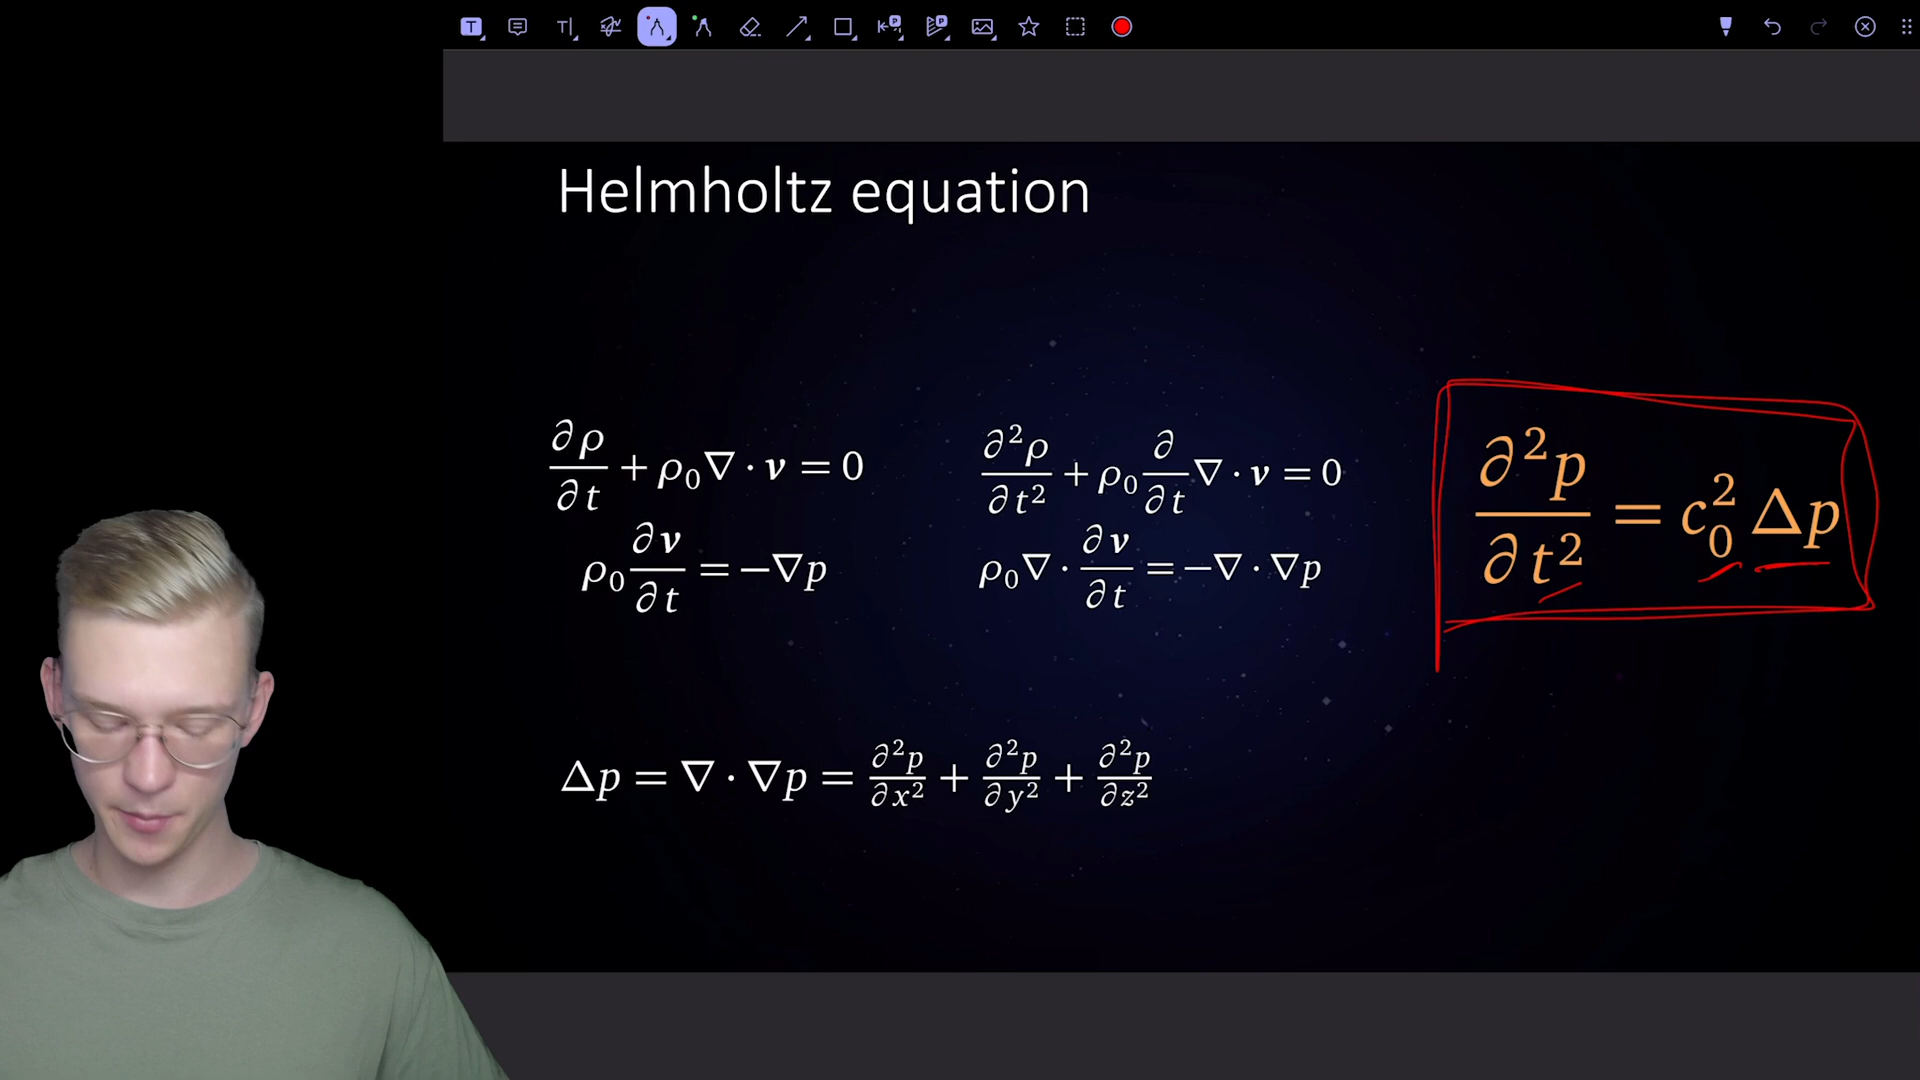 Helmholtz equation
∂ρ/∂t + ρ₀∇ · v = 0
ρ₀ ∂v/∂t = −∇p
∂²ρ/∂t² + ρ₀ ∂/∂t ∇ · v = 0
ρ₀∇ · ∂v/∂t = −∇ · ∇p
∂²p/∂t² = c₀² Δp
Δp = ∇ · ∇p = ∂²p/∂x² + ∂²p/∂y² + ∂²p/∂z²